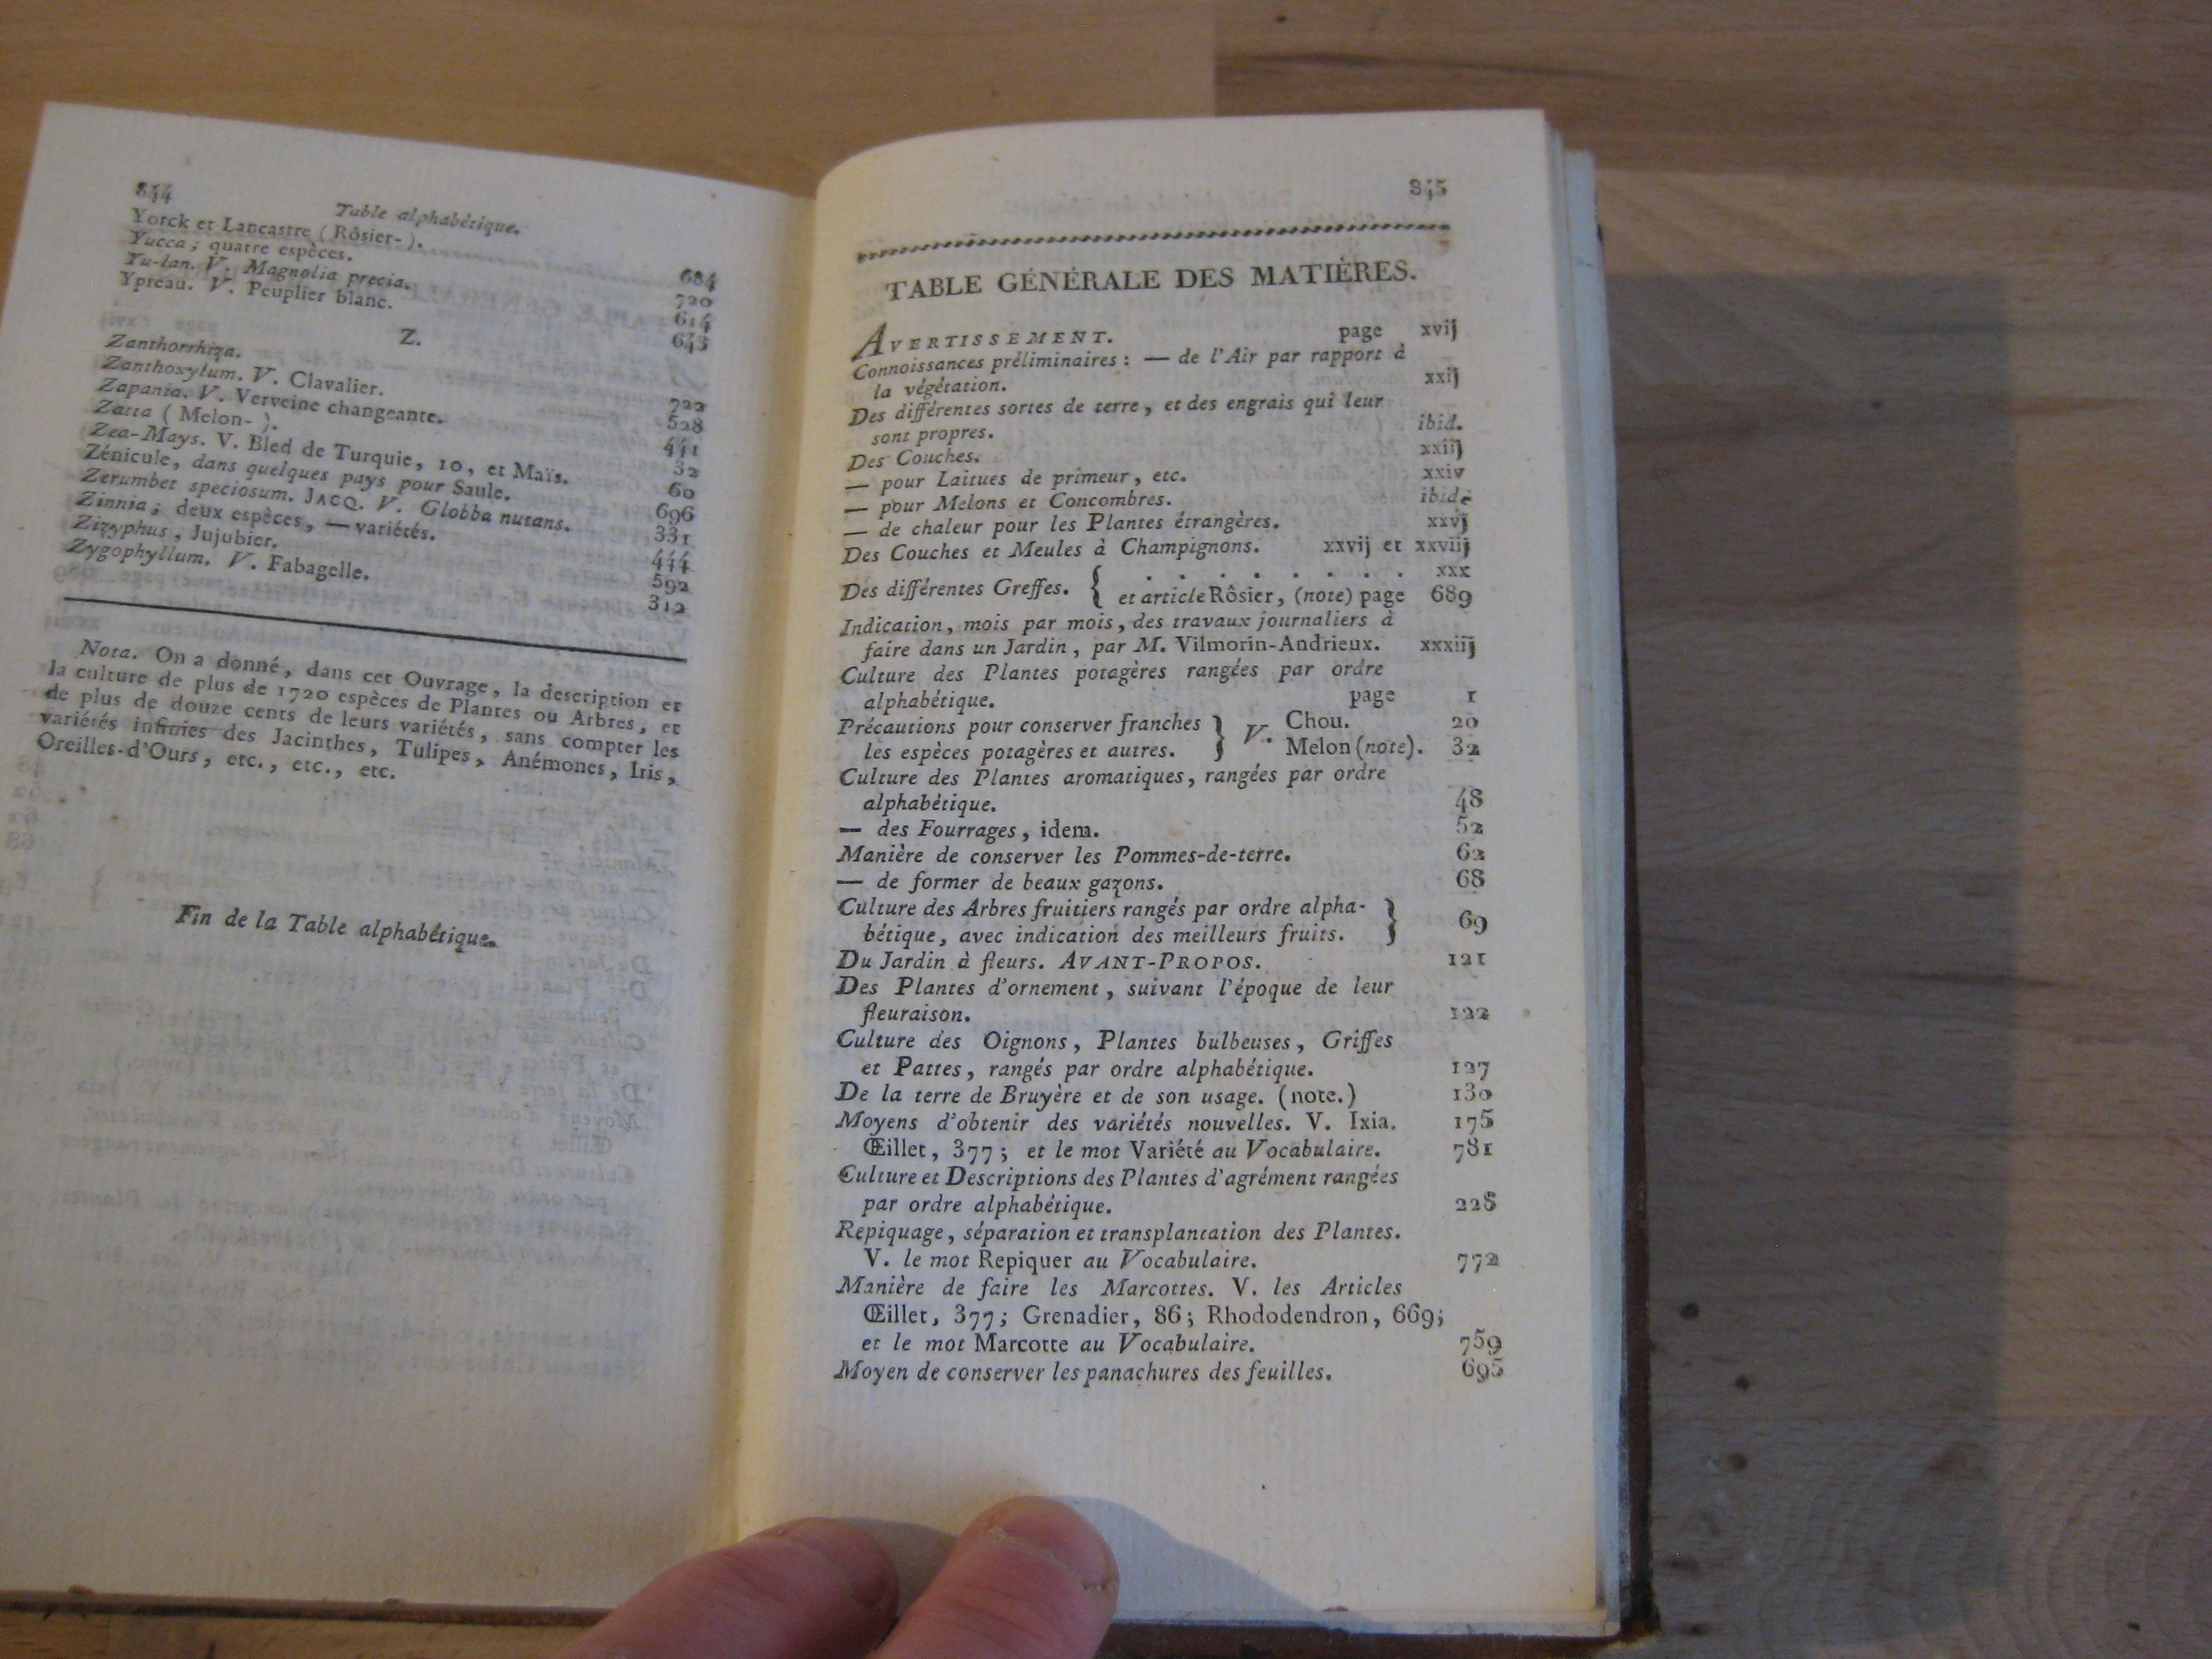 844
Table alphabétique.
Yorck et Lancastre ( Rôsier- ). 684
Yucca ; quatre espèces. 720
Yu-lan. V. Magnolia precia. 614
Ypréau. V. Peuplier blanc. 643
Z.
Zanthorrhiza. 722
Zanthoxylum. V. Clavalier. 528
Zapania. V. Verveine changeante. 441
Zatta ( Melon- ). 32
Zea-Mays. V. Bled de Turquie, 10, et Maïs. 60
Zénicule, dans quelques pays pour Saule. 696
Zerumbet speciosum. JACQ. V. Globba nutans. 331
Zinnia ; deux espèces, — variétés. 444
Zizyphus, Jujubier. 592
Zygophyllum. V. Fabagelle. 312
Nota. On a donné, dans cet Ouvrage, la description et
la culture de plus de 1720 espèces de Plantes ou Arbres, et
de plus de douze cents de leurs variétés, sans compter les
variétés infinies des Jacinthes, Tulipes, Anémones, Iris,
Oreilles-d'Ours, etc., etc., etc.
Fin de la Table alphabétique.
845
TABLE GÉNÉRALE DES MATIÈRES.
AVERTISSEMENT. page xvij
Connoissances préliminaires : — de l'Air par rapport à
la végétation. xxij
Des différentes sortes de terre, et des engrais qui leur
sont propres. ibid.
Des Couches. xxiij
— pour Laitues de primeur, etc. xxiv
— pour Melons et Concombres. ibid.
— de chaleur pour les Plantes étrangères. xxvj
Des Couches et Meules à Champignons. xxvij et xxviij
Des différentes Greffes. { . . . . . . . . xxx
et article Rôsier, (note) page 689
Indication, mois par mois, des travaux journaliers à
faire dans un Jardin, par M. Vilmorin-Andrieux. xxxiij
Culture des Plantes potagères rangées par ordre
alphabétique. page 1
Précautions pour conserver franches } V. Chou. 20
les espèces potagères et autres. } Melon (note). 32
Culture des Plantes aromatiques, rangées par ordre
alphabétique. 48
— des Fourrages, idem. 52
Manière de conserver les Pommes-de-terre. 62
— de former de beaux gazons. 68
Culture des Arbres fruitiers rangés par ordre alpha-
bétique, avec indication des meilleurs fruits. } 69
Du Jardin à fleurs. AVANT-PROPOS. 121
Des Plantes d'ornement, suivant l'époque de leur
fleuraison. 122
Culture des Oignons, Plantes bulbeuses, Griffes
et Pattes, rangés par ordre alphabétique. 127
De la terre de Bruyère et de son usage. (note.) 130
Moyens d'obtenir des variétés nouvelles. V. Ixia. 175
Œillet, 377 ; et le mot Variété au Vocabulaire. 781
Culture et Descriptions des Plantes d'agrément rangées
par ordre alphabétique. 228
Repiquage, séparation et transplantation des Plantes.
V. le mot Repiquer au Vocabulaire. 772
Manière de faire les Marcottes. V. les Articles
Œillet, 377 ; Grenadier, 86 ; Rhododendron, 669 ;
et le mot Marcotte au Vocabulaire. 759
Moyen de conserver les panachures des feuilles. 695